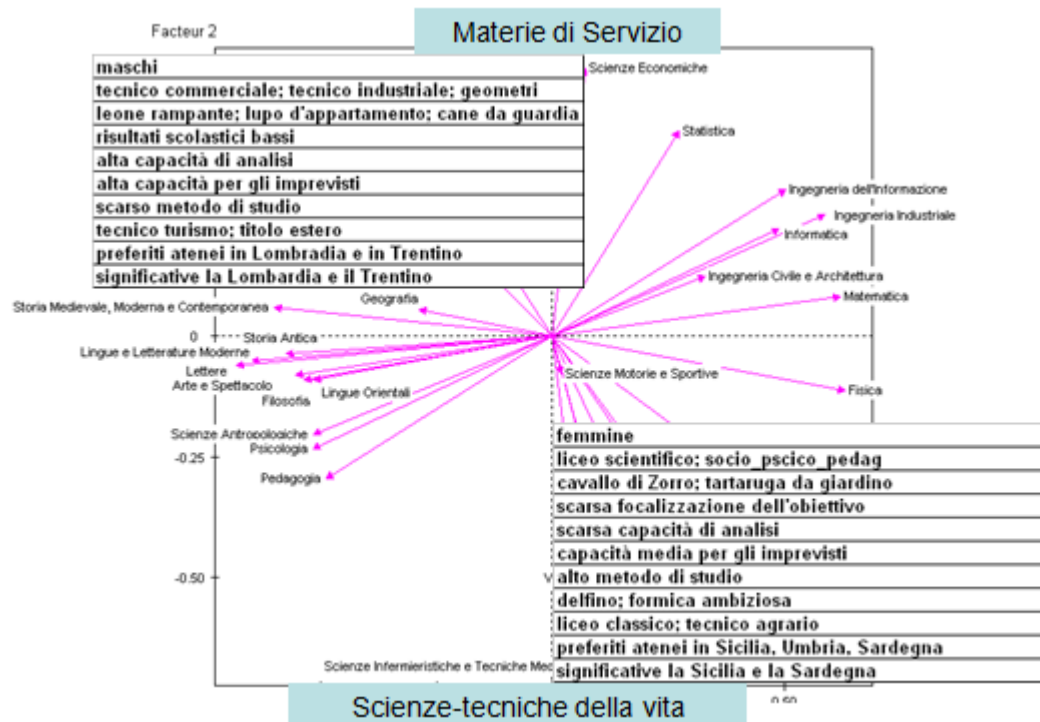 Facteur 2
Materie di Servizio
maschi
tecnico commerciale; tecnico industriale; geometri
leone rampante; lupo d'appartamento; cane da guardia
risultati scolastici bassi
alta capacità di analisi
alta capacità per gli imprevisti
scarso metodo di studio
tecnico turismo; titolo estero
preferiti atenei in Lombradia e in Trentino
significative la Lombardia e il Trentino
Scienze Economiche
Statistica
Ingegneria dell'Informazione
Ingegneria Industriale
Informatica
Ingegneria Civile e Architettura
Matematica
Geografia
Storia Medievale, Moderna e Contemporanea
0
Storia Antica
Lingue e Letterature Moderne
Lettere
Arte e Spettacolo
Filosofia
Lingue Orientali
Scienze Motorie e Sportive
Fisica
Scienze Antropologiche
Psicologia
Pedagogia
-0.25
-0.50
femmine
liceo scientifico; socio_pscico_pedag
cavallo di Zorro; tartaruga da giardino
scarsa focalizzazione dell'obiettivo
scarsa capacità di analisi
capacità media per gli imprevisti
alto metodo di studio
delfino; formica ambiziosa
liceo classico; tecnico agrario
preferiti atenei in Sicilia, Umbria, Sardegna
significative la Sicilia e la Sardegna
Scienze Infermieristiche e Tecniche Med
0.50
Scienze-tecniche della vita